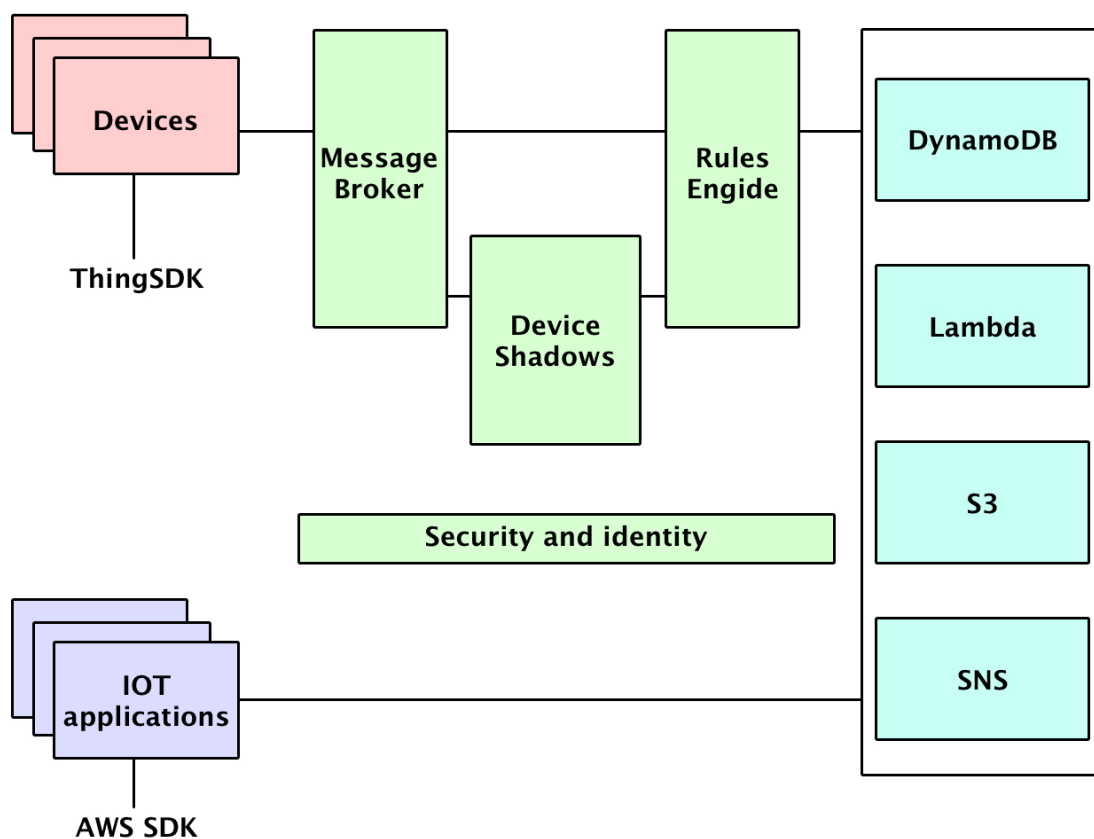 Devices
ThingSDK
Message
Broker
Device
Shadows
Rules
Engide
DynamoDB
Lambda
S3
SNS
Security and identity
IOT
applications
AWS SDK